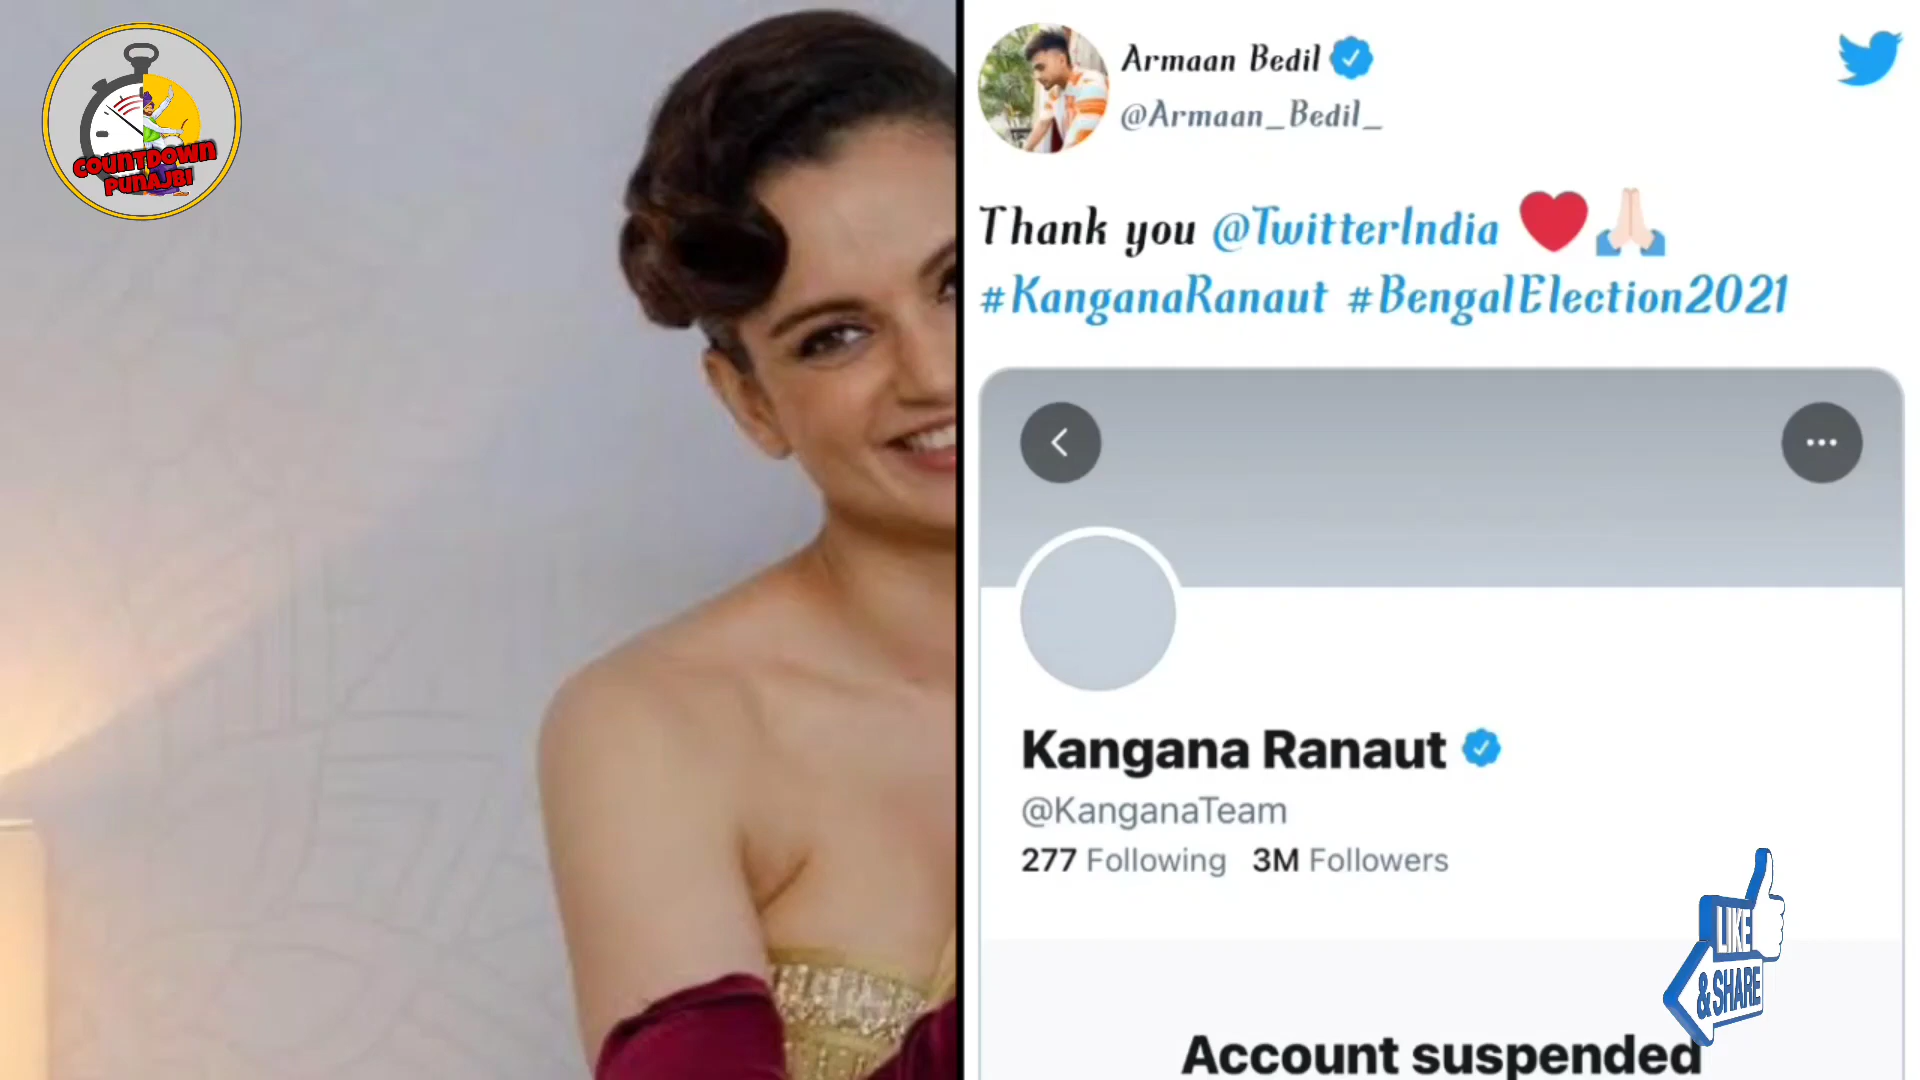 COUNTDOWN
PUNAJBI
Armaan Bedil
@Armaan_Bedil_
Thank you @TwitterIndia ❤️🙏🏻
#KanganaRanaut #BengalElection2021
Kangana Ranaut
@KanganaTeam
277 Following 3M Followers
LIKE
& SHARE
Account suspended